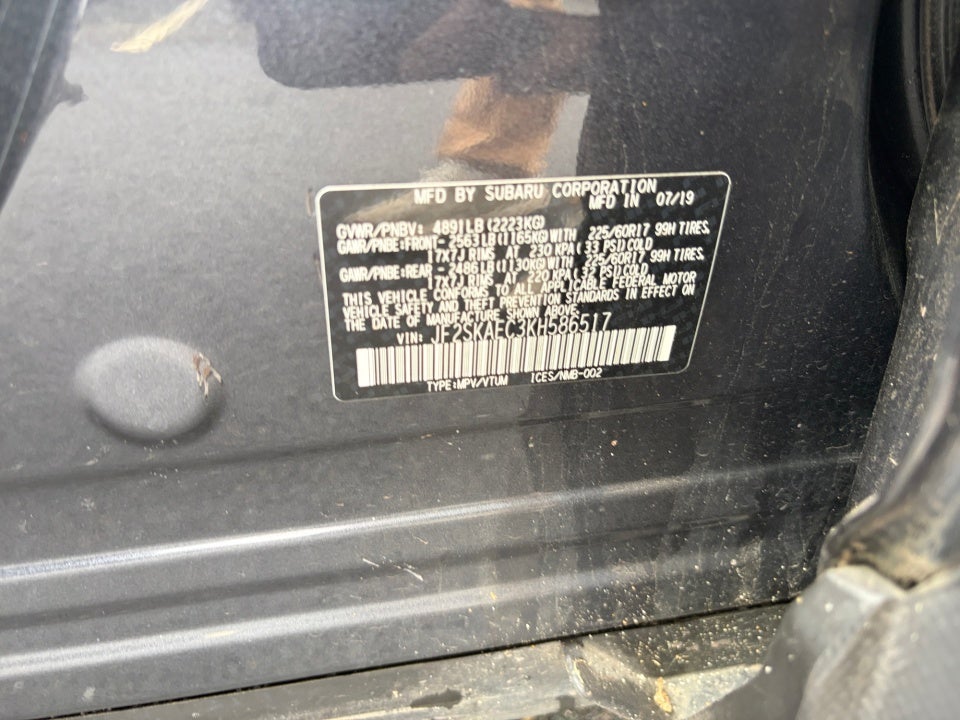 MFD BY SUBARU CORPORATION
MFD IN 07/19
GVWR/PNBV: 4891LB(2223KG)
GAWR/PNBE:FRONT-2563LB(1165KG)WITH 225/60R17 99H TIRES,
17X7J RIMS AT 230 KPA(33 PSI)COLD
GAWR/PNBE:REAR -2486LB(1130KG)WITH 225/60R17 99H TIRES,
17X7J RIMS AT 220 KPA(32 PSI)COLD
THIS VEHICLE CONFORMS TO ALL APPLICABLE FEDERAL MOTOR
VEHICLE SAFETY AND THEFT PREVENTION STANDARDS IN EFFECT ON
THE DATE OF MANUFACTURE SHOWN ABOVE.
VIN: JF2SKAEC3KH586517
TYPE:MPV/VTUM ICES/NMB-002